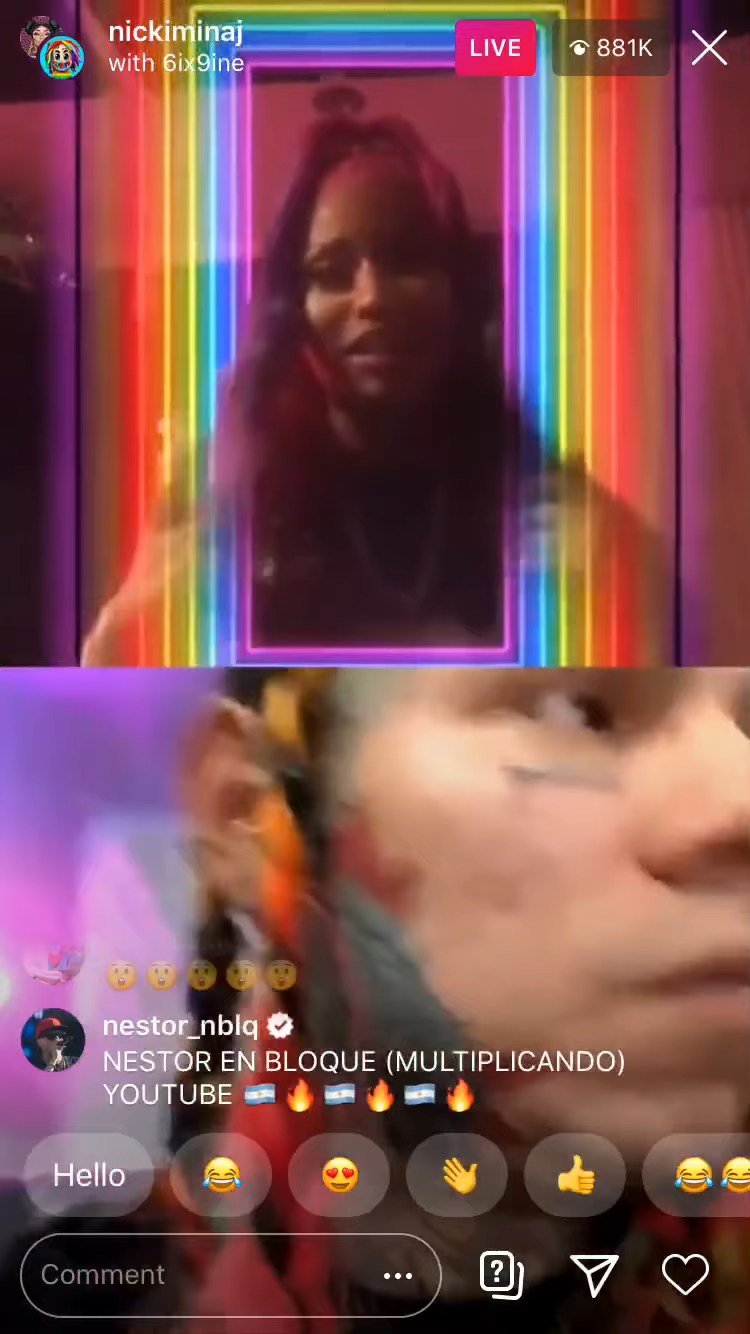 nickiminaj
with 6ix9ine
LIVE
881K
😲😲😲😲😲
nestor_nblq
NESTOR EN BLOQUE (MULTIPLICANDO)
YOUTUBE 🇦🇷🔥🇦🇷🔥🇦🇷🔥
Hello 😂 😍 👋 👍 😂😂
Comment